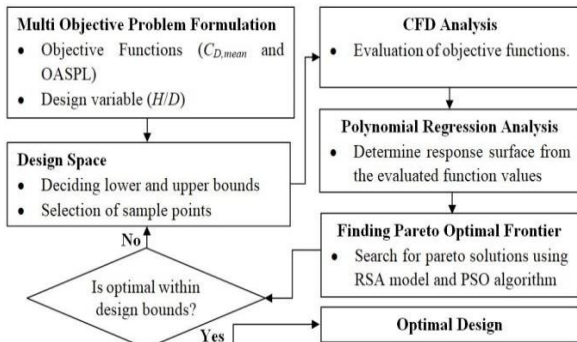 Multi Objective Problem Formulation
• Objective Functions (C_D,mean and
OASPL)
• Design variable (H/D)
Design Space
• Deciding lower and upper bounds
• Selection of sample points
No
Is optimal within
design bounds?
Yes
CFD Analysis
• Evaluation of objective functions.
Polynomial Regression Analysis
• Determine response surface from
the evaluated function values
Finding Pareto Optimal Frontier
• Search for pareto solutions using
RSA model and PSO algorithm
Optimal Design